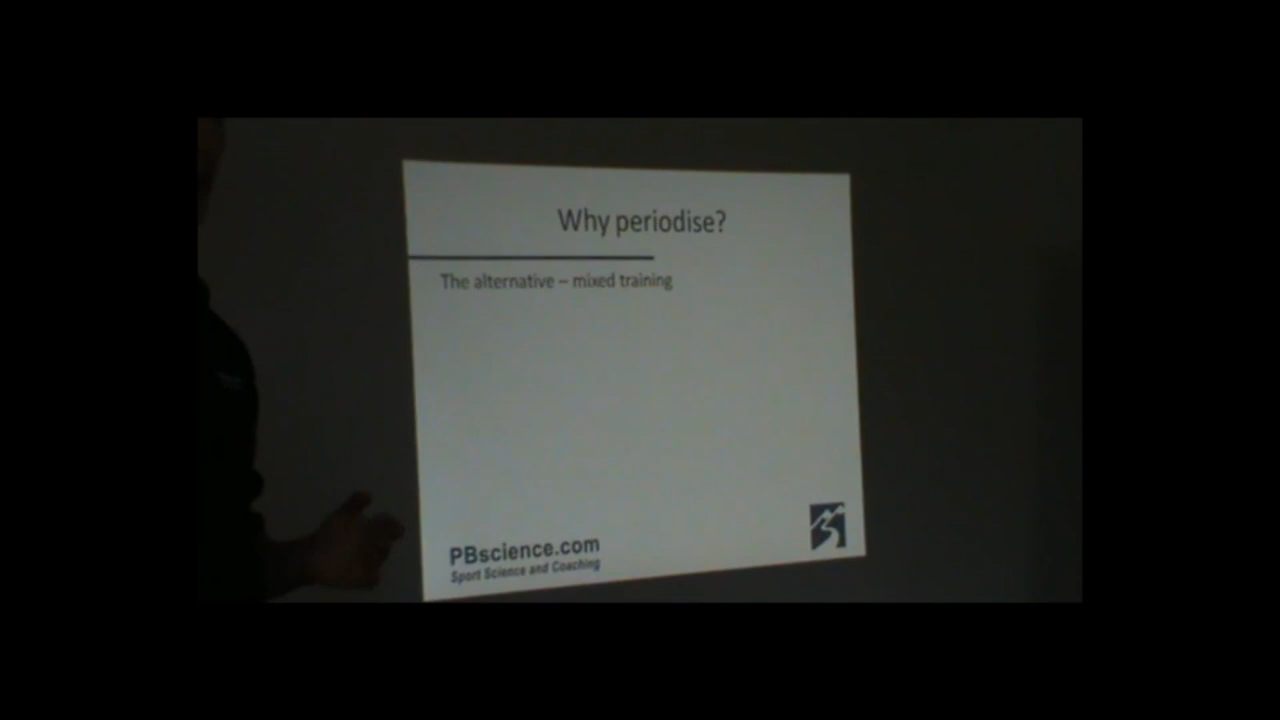 Why periodise?
The alternative – mixed training
PBscience.com
Sport Science and Coaching